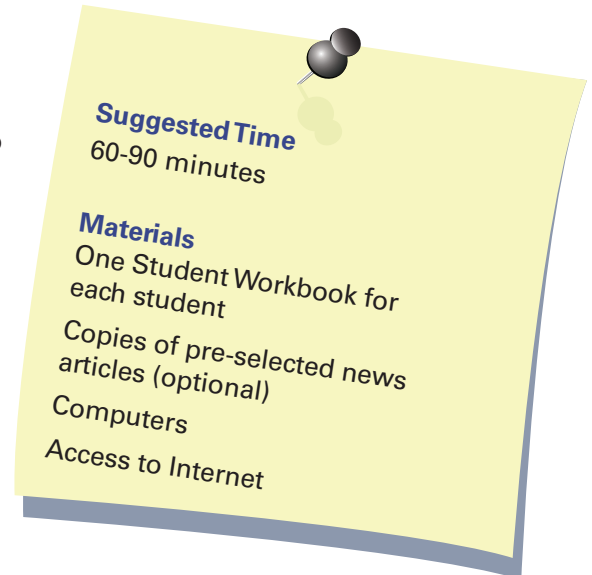 Suggested Time
60-90 minutes
Materials
One Student Workbook for
each student
Copies of pre-selected news
articles (optional)
Computers
Access to Internet